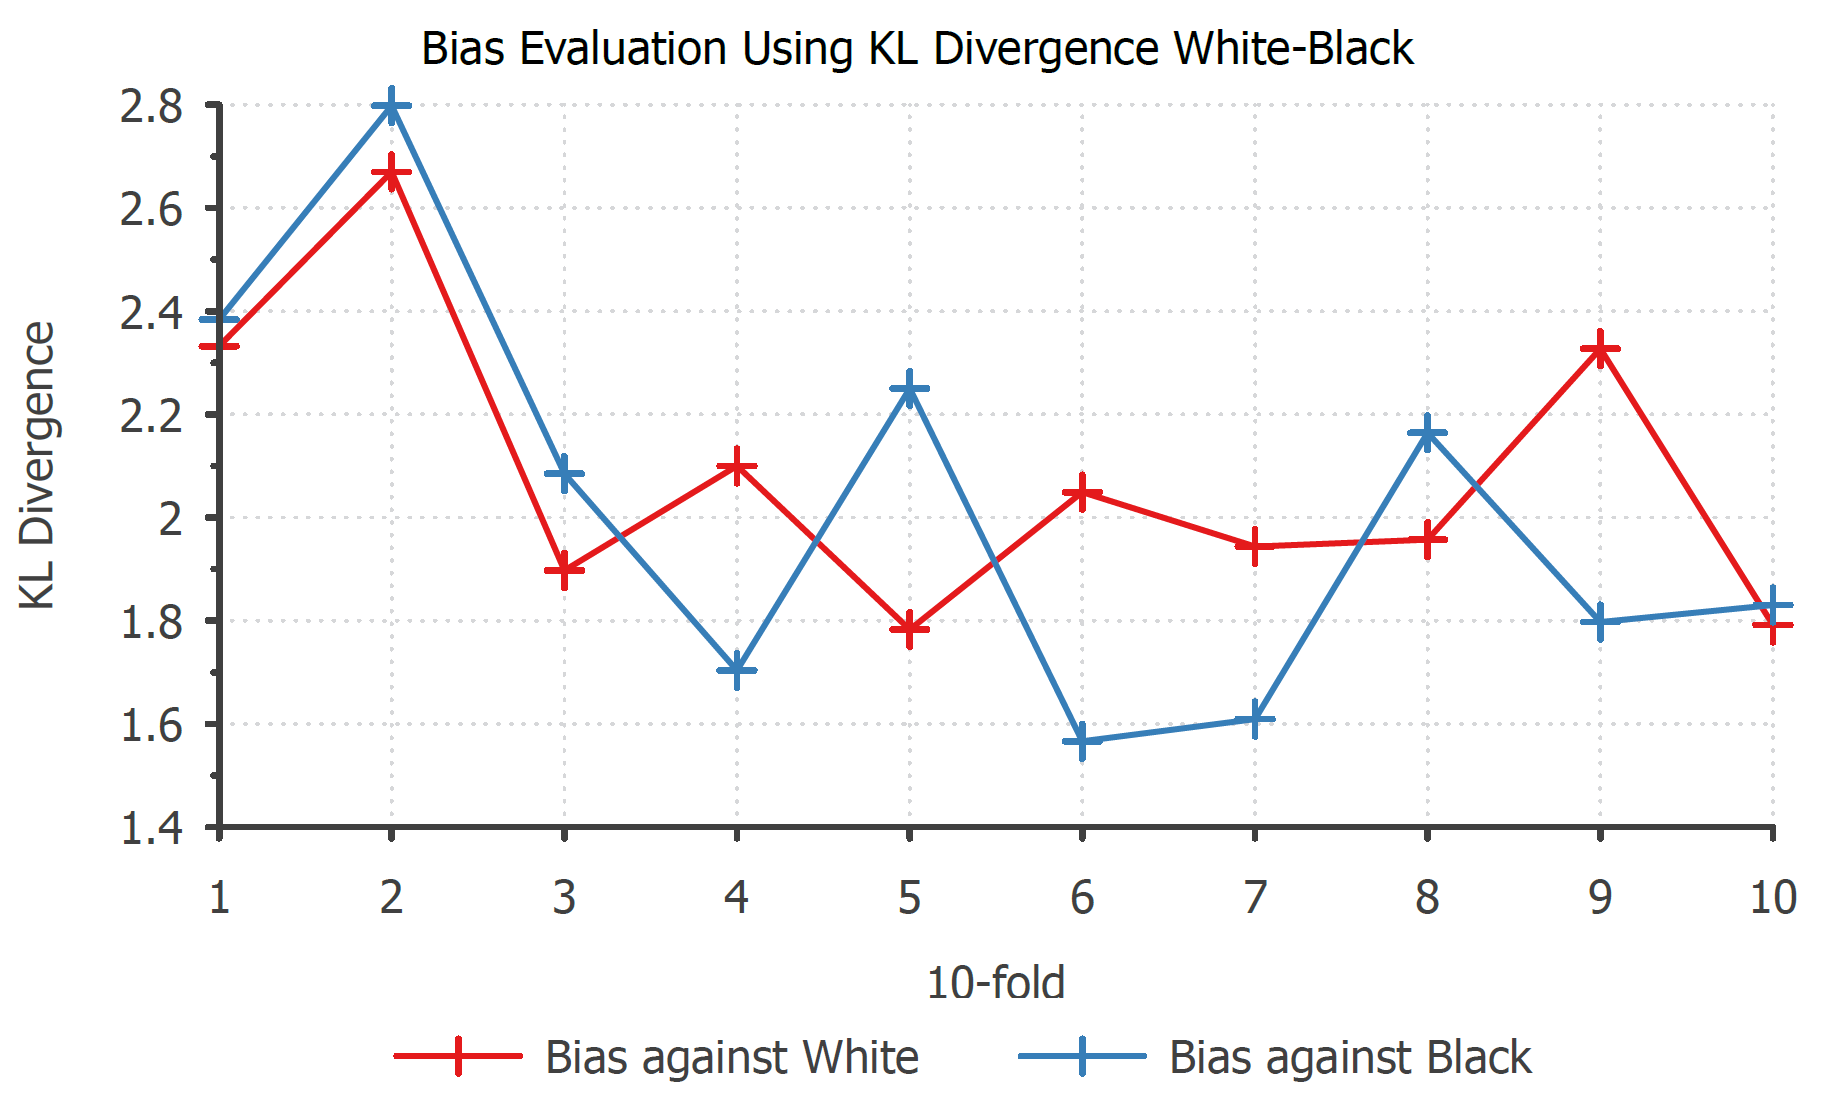 Bias Evaluation Using KL Divergence White-Black
2.8
2.6
2.4
2.2
2
1.8
1.6
1.4
KL Divergence
1 2 3 4 5 6 7 8 9 10
10-fold
Bias against White Bias against Black